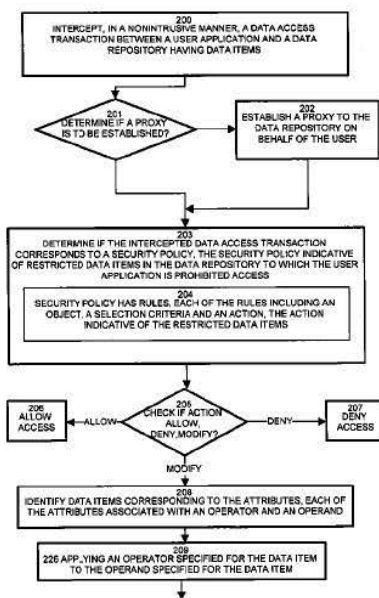 200
INTERCEPT, IN A NONINTRUSIVE MANNER, A DATA ACCESS
TRANSACTION BETWEEN A USER APPLICATION AND A DATA
REPOSITORY HAVING DATA ITEMS
201
DETERMINE IF A PROXY
IS TO BE ESTABLISHED?
202
ESTABLISH A PROXY TO THE
DATA REPOSITORY ON
BEHALF OF THE USER
203
DETERMINE IF THE INTERCEPTED DATA ACCESS TRANSACTION
CORRESPONDS TO A SECURITY POLICY, THE SECURITY POLICY INDICATIVE
OF RESTRICTED DATA ITEMS IN THE DATA REPOSITORY TO WHICH THE USER
APPLICATION IS PROHIBITED ACCESS
204
SECURITY POLICY HAS RULES, EACH OF THE RULES INCLUDING AN
OBJECT, A SELECTION CRITERIA AND AN ACTION, THE ACTION
INDICATIVE OF THE RESTRICTED DATA ITEMS
206
ALLOW
ACCESS
ALLOW
205
CHECK IF ACTION
ALLOW,
DENY,MODIFY?
DENY
207
DENY
ACCESS
MODIFY
208
IDENTIFY DATA ITEMS CORRESPONDING TO THE ATTRIBUTES, EACH OF
THE ATTRIBUTES ASSOCIATED WITH AN OPERATOR AND AN OPERAND
209
226 APPLYING AN OPERATOR SPECIFIED FOR THE DATA ITEM
TO THE OPERAND SPECIFIED FOR THE DATA ITEM